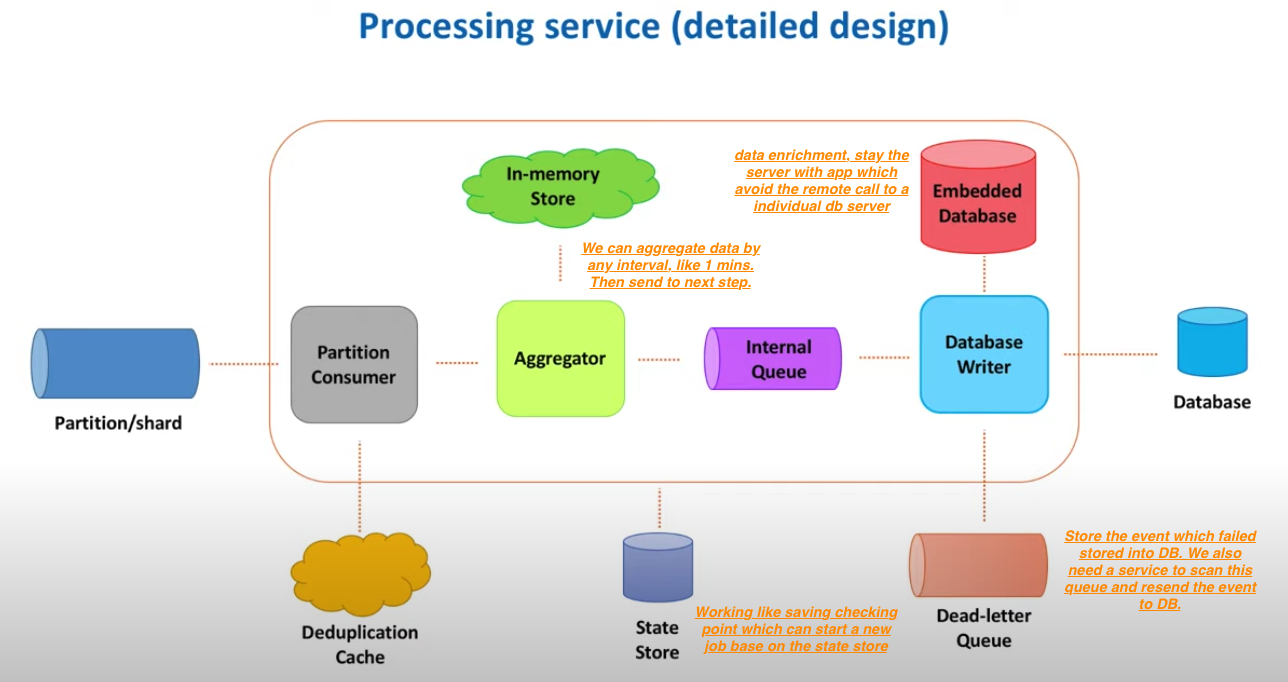 Processing service (detailed design)
In-memory
Store
data enrichment, stay the
server with app which
avoid the remote call to a
individual db server
Embedded
Database
We can aggregate data by
any interval, like 1 mins.
Then send to next step.
Partition
Consumer
Aggregator
Internal
Queue
Database
Writer
Partition/shard
Database
Deduplication
Cache
State
Store
Working like saving checking
point which can start a new
job base on the state store
Dead-letter
Queue
Store the event which failed
stored into DB. We also
need a service to scan this
queue and resend the event
to DB.